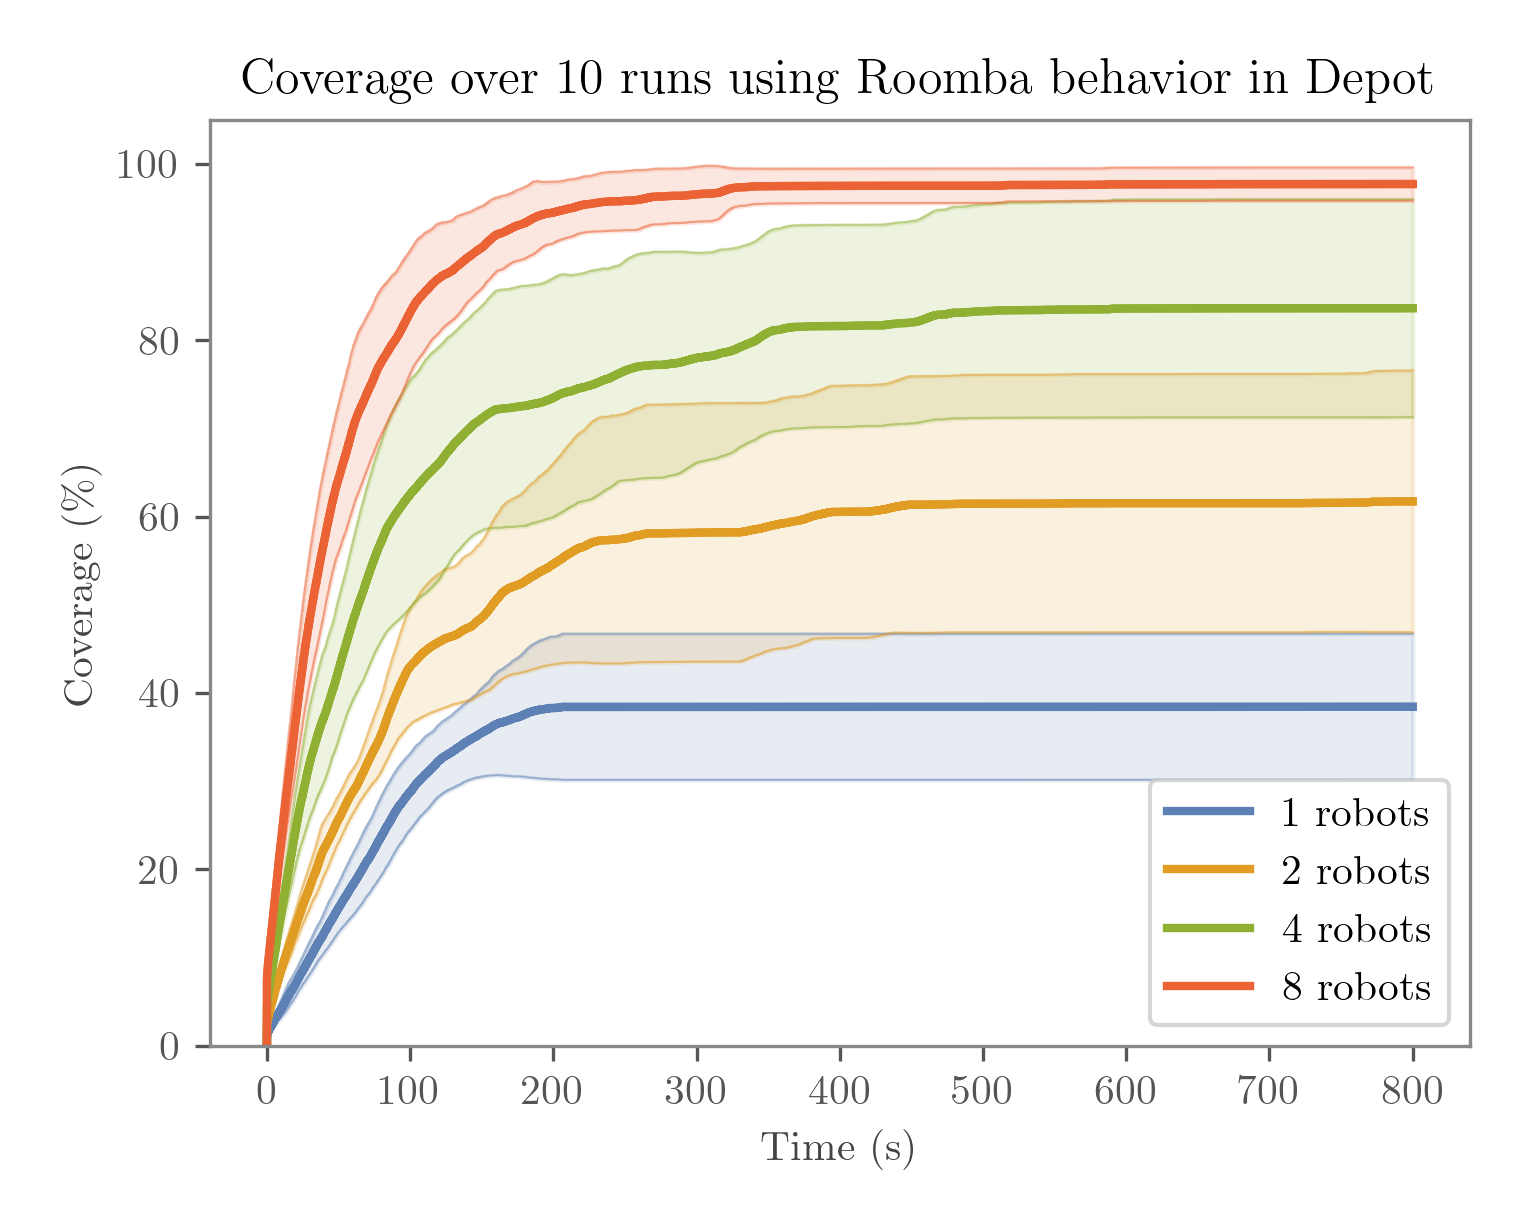 Coverage over 10 runs using Roomba behavior in Depot
100
80
60
40
20
0
Coverage (%)
0 100 200 300 400 500 600 700 800
Time (s)
1 robots
2 robots
4 robots
8 robots